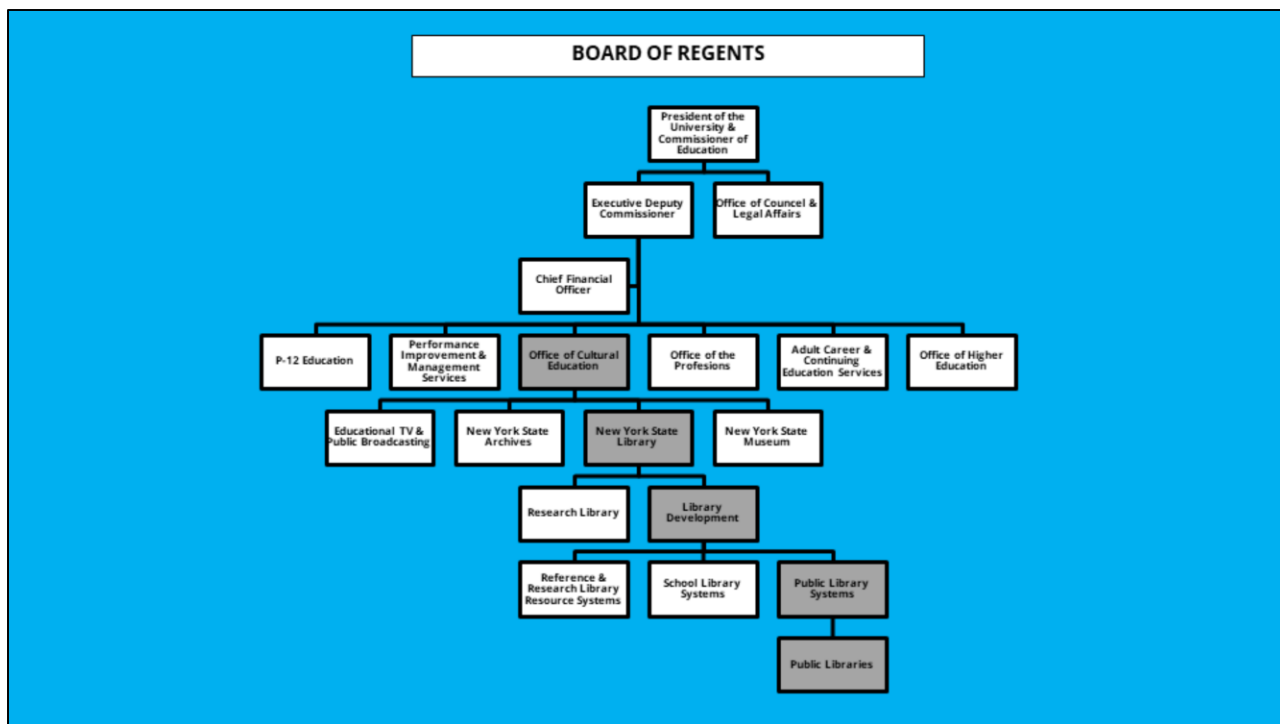 BOARD OF REGENTS
President of the
University &
Commissioner of
Education
Executive Deputy
Commissioner
Office of Councel &
Legal Affairs
Chief Financial
Officer
P-12 Education
Performance
Improvement &
Management
Services
Office of Cultural
Education
Office of the
Profesions
Adult Career &
Continuing
Education Services
Office of Higher
Education
Educational TV &
Public Broadcasting
New York State
Archives
New York State
Library
New York State
Museum
Research Library
Library
Development
Reference &
Research Library
Resource Systems
School Library
Systems
Public Library
Systems
Public Libraries